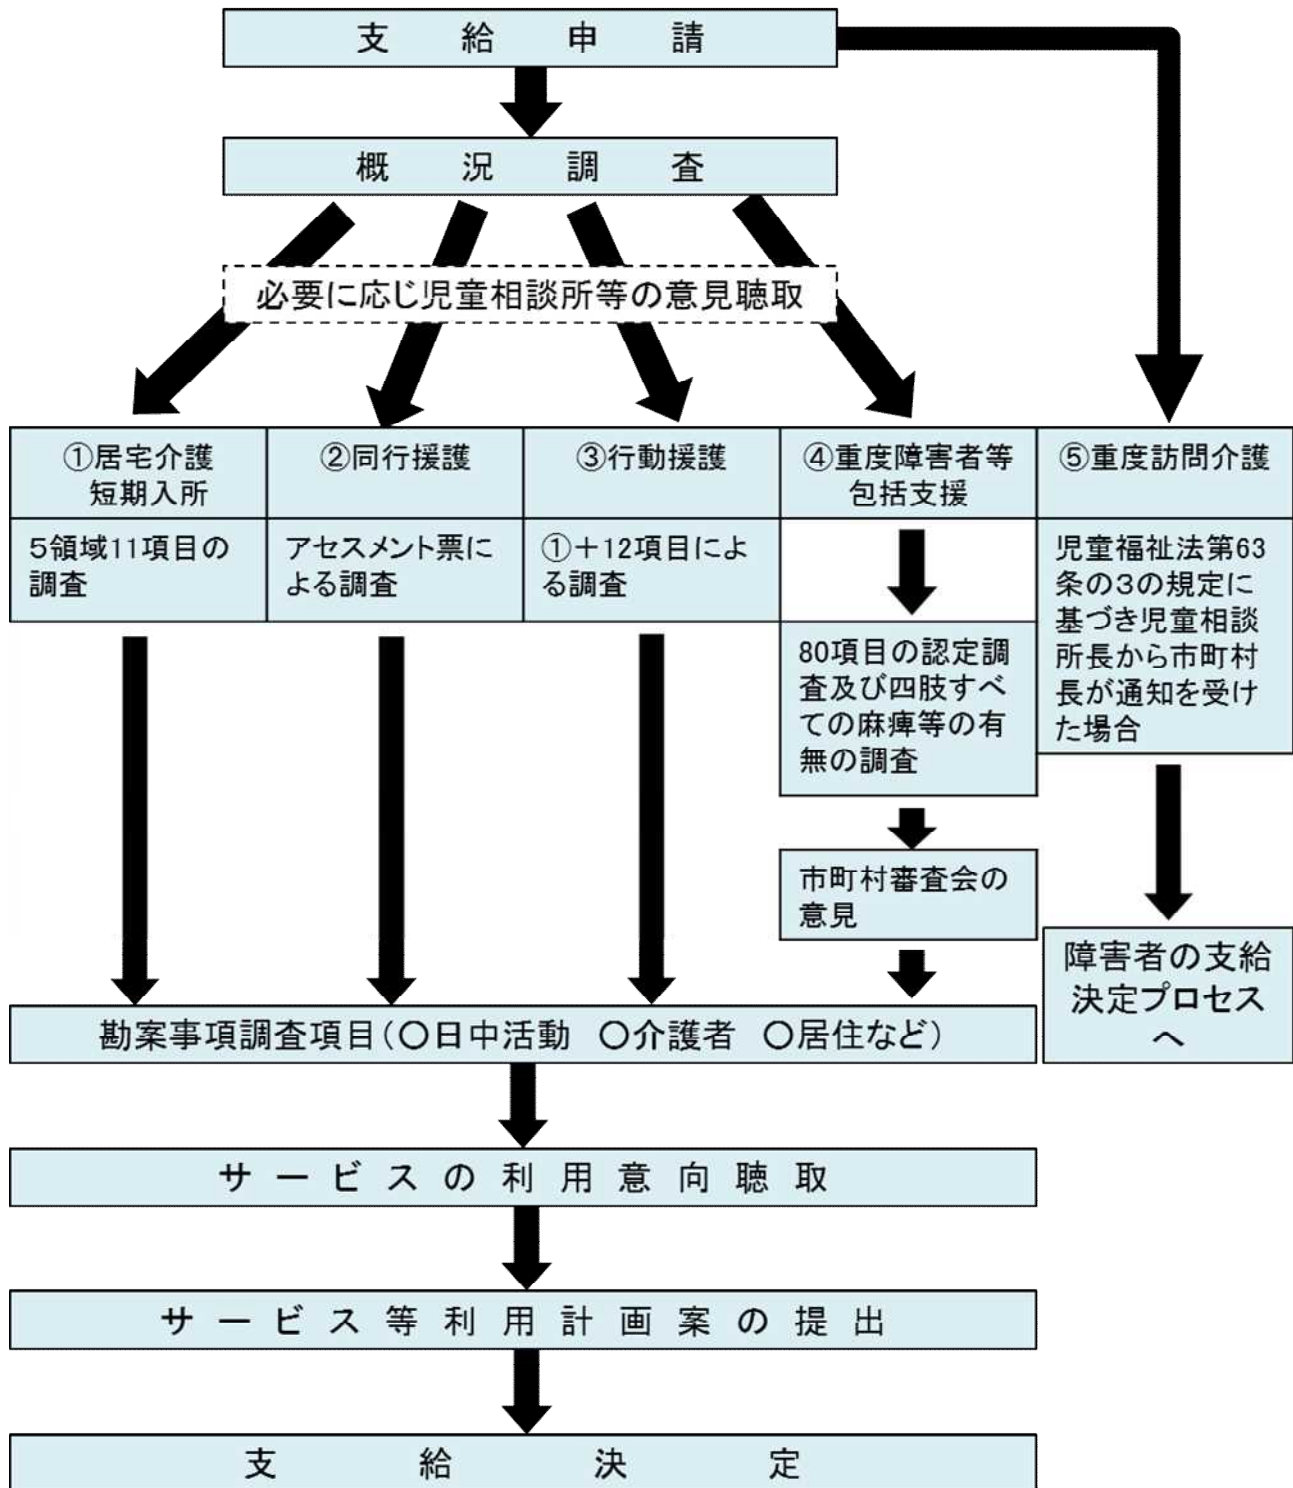 支給申請
概況調査
必要に応じ児童相談所等の意見聴取
①居宅介護
短期入所
②同行援護
③行動援護
④重度障害者等
包括支援
⑤重度訪問介護
5領域11項目の
調査
アセスメント票に
よる調査
①+12項目によ
る調査
80項目の認定調
査及び四肢すべ
ての麻痺等の有
無の調査
児童福祉法第63
条の3の規定に
基づき児童相談
所長から市町村
長が通知を受け
た場合
市町村審査会の
意見
障害者の支給
決定プロセス
へ
勘案事項調査項目(○日中活動 ○介護者 ○居住など)
サービスの利用意向聴取
サービス等利用計画案の提出
支給決定